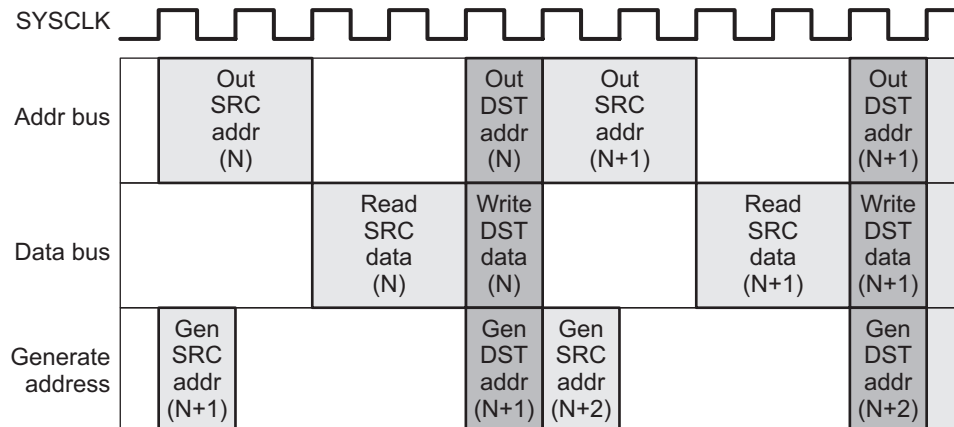 SYSCLK
Addr bus
Out
SRC
addr
(N)
Out
DST
addr
(N)
Out
SRC
addr
(N+1)
Out
DST
addr
(N+1)
Data bus
Read
SRC
data
(N)
Write
DST
data
(N)
Read
SRC
data
(N+1)
Write
DST
data
(N+1)
Generate
address
Gen
SRC
addr
(N+1)
Gen
DST
addr
(N+1)
Gen
SRC
addr
(N+2)
Gen
DST
addr
(N+2)